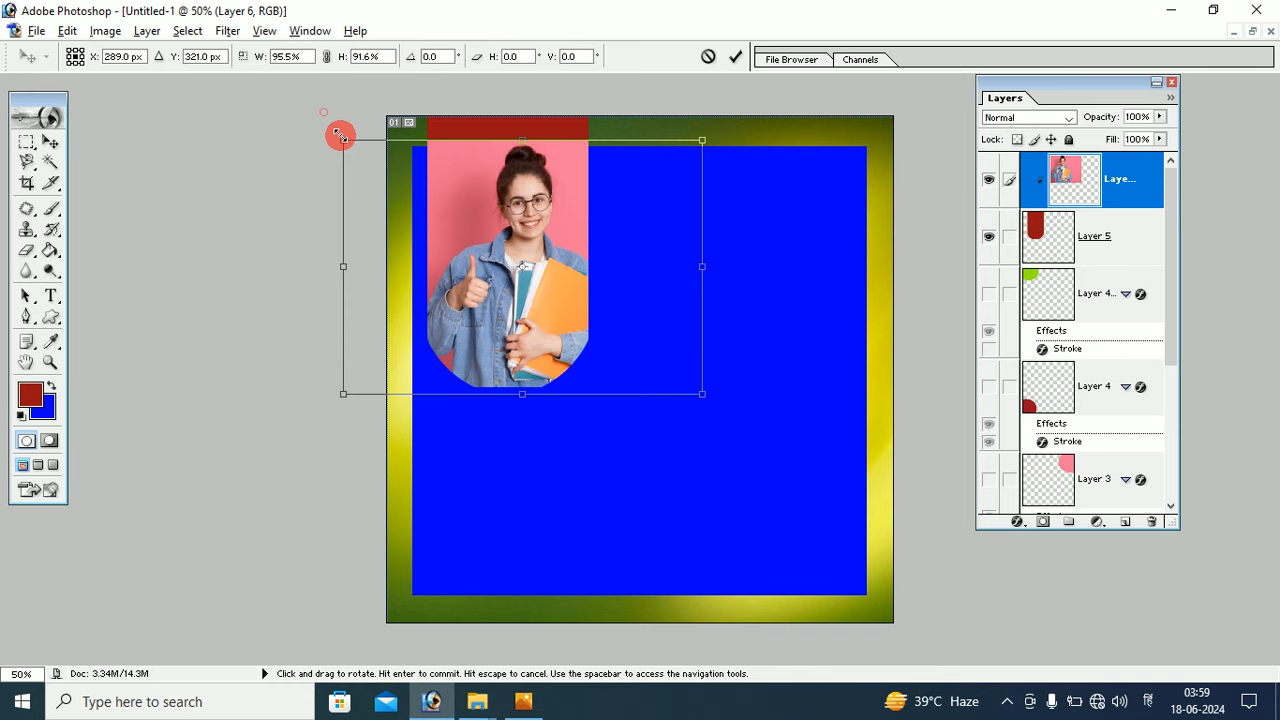 Adobe Photoshop - [Untitled-1 @ 50% (Layer 6, RGB)]
File Edit Image Layer Select Filter View Window Help
X: 289.0 px Y: 321.0 px W: 95.5% H: 91.6% 0.0 ° H: 0.0 ° V: 0.0 °
File Browser Channels
Layers
Normal Opacity: 100%
Lock: Fill: 100%
01
Laye...
Layer 5
Layer 4...
Effects
Stroke
Layer 4
Effects
Stroke
Layer 3
50% Doc: 3.34M/14.3M Click and drag to rotate. Hit enter to commit. Hit escape to cancel. Use the spacebar to access the navigation tools.
Type here to search
39°C Haze
03:59
18-06-2024